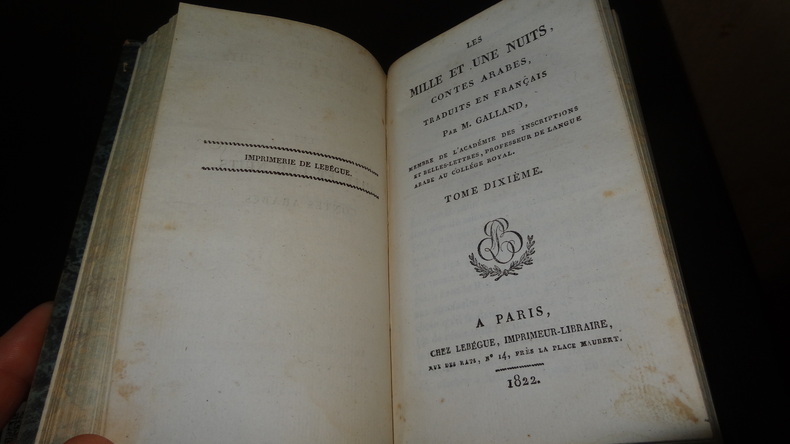 IMPRIMERIE DE LEBÉGUE.
LES
MILLE ET UNE NUITS,
CONTES ARABES,
TRADUITS EN FRANÇAIS
PAR M. GALLAND,
MEMBRE DE L'ACADÉMIE DES INSCRIPTIONS
ET BELLES-LETTRES, PROFESSEUR DE LANGUE
ARABE AU COLLÉGE ROYAL.
TOME DIXIÈME.
A PARIS,
CHEZ LEBÉGUE, IMPRIMEUR-LIBRAIRE,
RUE DES RATS, Nº 14, PRÈS LA PLACE MAUBERT.
1822.